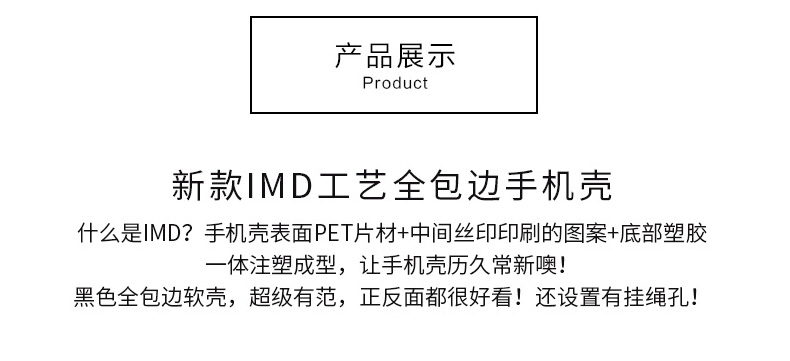 产品展示
Product
新款IMD工艺全包边手机壳
什么是IMD？手机壳表面PET片材+中间丝印印刷的图案+底部塑胶
一体注塑成型，让手机壳历久常新噢！
黑色全包边软壳，超级有范，正反面都很好看！还设置有挂绳孔！